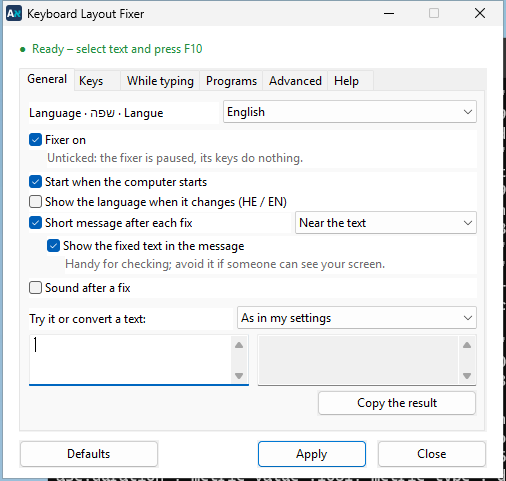 Aא Keyboard Layout Fixer
● Ready – select text and press F10
General Keys While typing Programs Advanced Help
Language · שפה · Langue English
Fixer on
Unticked: the fixer is paused, its keys do nothing.
Start when the computer starts
Show the language when it changes (HE / EN)
Short message after each fix Near the text
Show the fixed text in the message
Handy for checking; avoid it if someone can see your screen.
Sound after a fix
Try it or convert a text: As in my settings
Copy the result
Defaults Apply Close